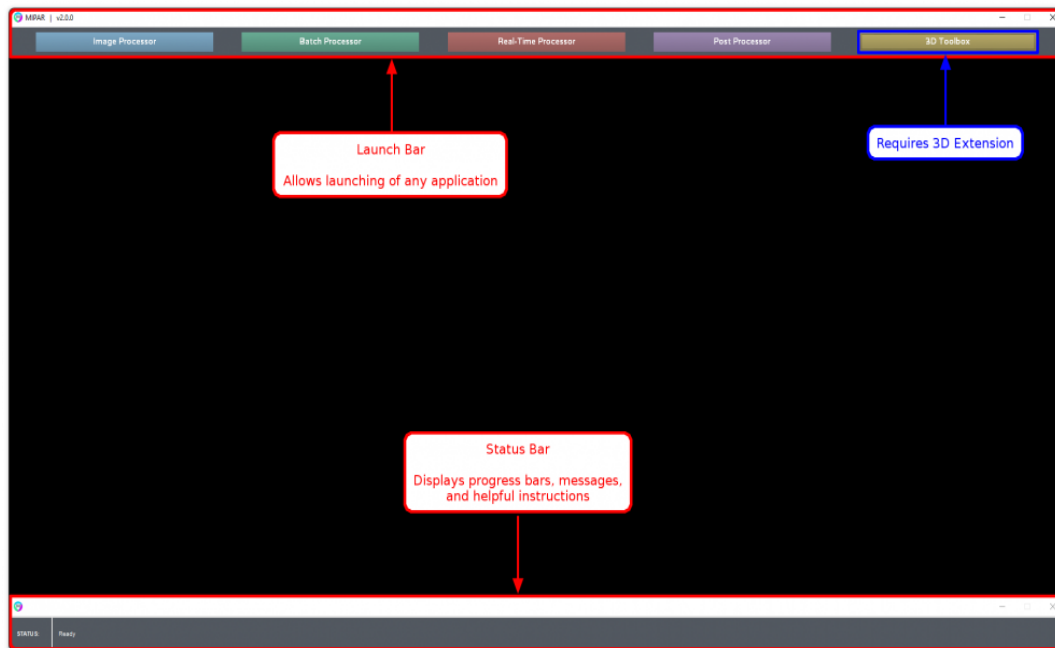 MIPAR | v2.0.0
Image Processor
Batch Processor
Real-Time Processor
Post Processor
3D Toolbox
Launch Bar
Allows launching of any application
Requires 3D Extension
Status Bar
Displays progress bars, messages,
and helpful instructions
STATUS:
Ready